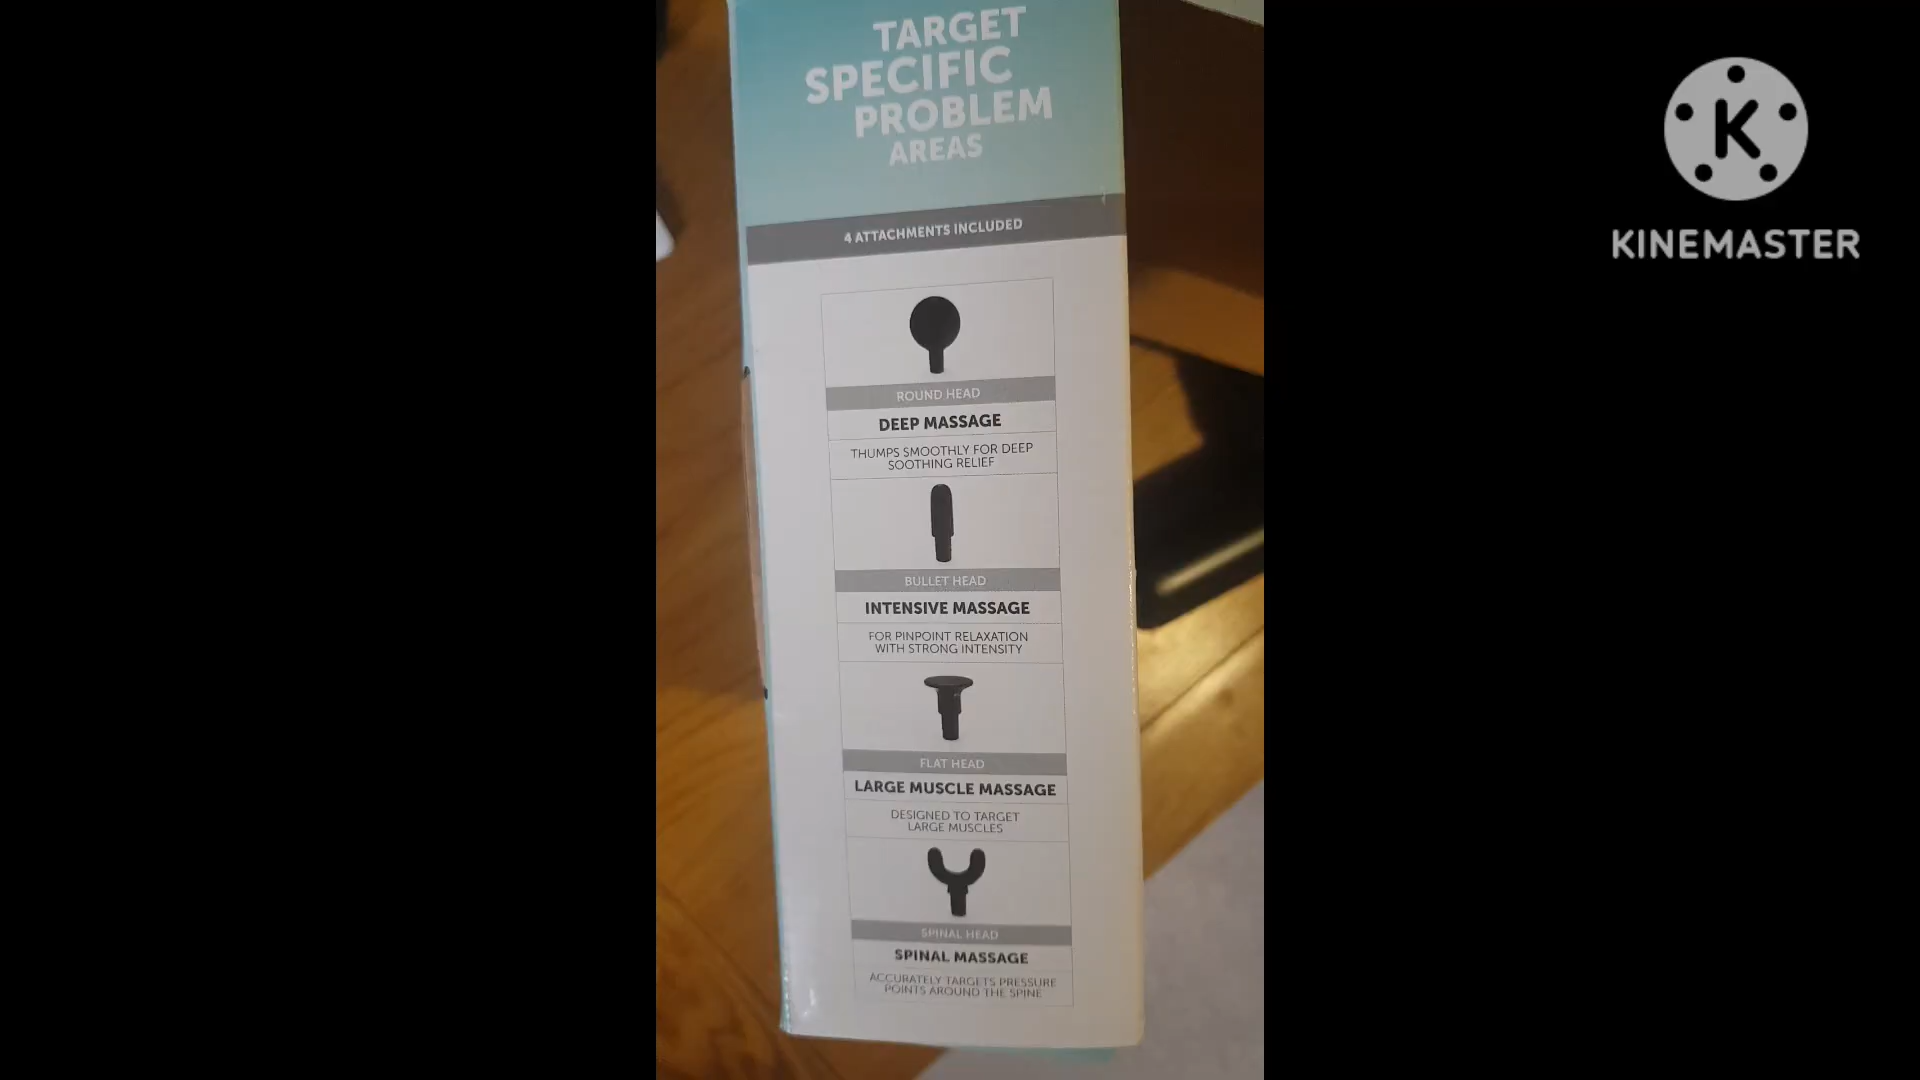 TARGET
SPECIFIC
PROBLEM
AREAS
4 ATTACHMENTS INCLUDED
ROUND HEAD
DEEP MASSAGE
THUMPS SMOOTHLY FOR DEEP
SOOTHING RELIEF
BULLET HEAD
INTENSIVE MASSAGE
FOR PINPOINT RELAXATION
WITH STRONG INTENSITY
FLAT HEAD
LARGE MUSCLE MASSAGE
DESIGNED TO TARGET
LARGE MUSCLES
SPINAL HEAD
SPINAL MASSAGE
ACCURATELY TARGETS PRESSURE
POINTS AROUND THE SPINE
K
KINEMASTER